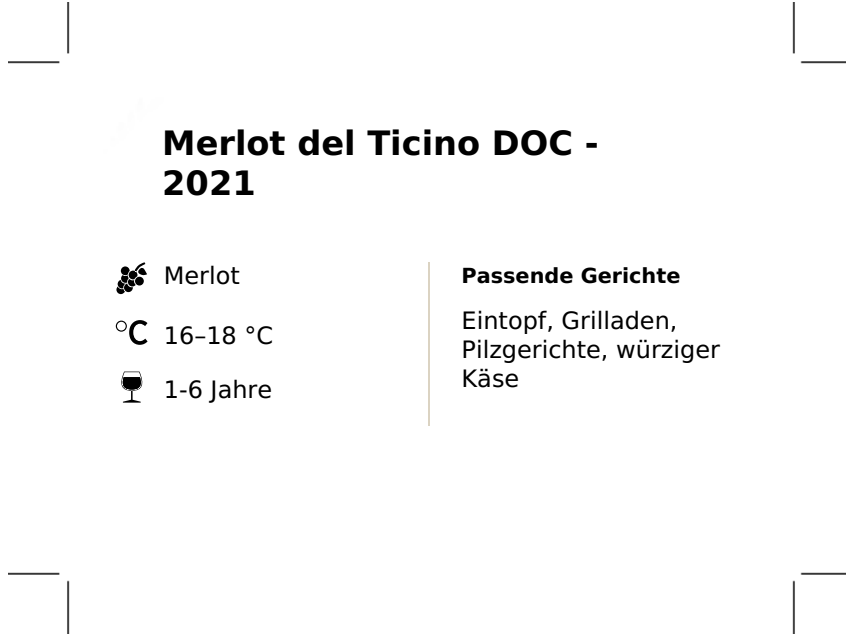 Merlot del Ticino DOC -
2021
Merlot
°C 16–18 °C
1-6 Jahre
Passende Gerichte
Eintopf, Grilladen,
Pilzgerichte, würziger
Käse